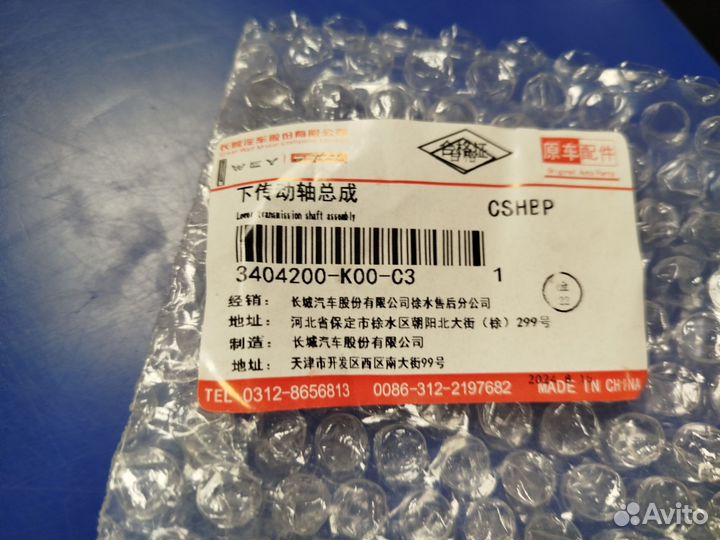 长城汽车股份有限公司
合格证
原车配件
Original Auto Parts
下传动轴总成
CSHBP
Lower transmission shaft assembly
3404200-K00-C3 1
经销: 长城汽车股份有限公司徐水售后分公司
22
地址: 河北省保定市徐水区朝阳北大街(徐)299号
制造: 长城汽车股份有限公司
地址: 天津市开发区西区南大街99号
TEL:0312-8656813 0086-312-2197682 MADE IN CHINA
Avito